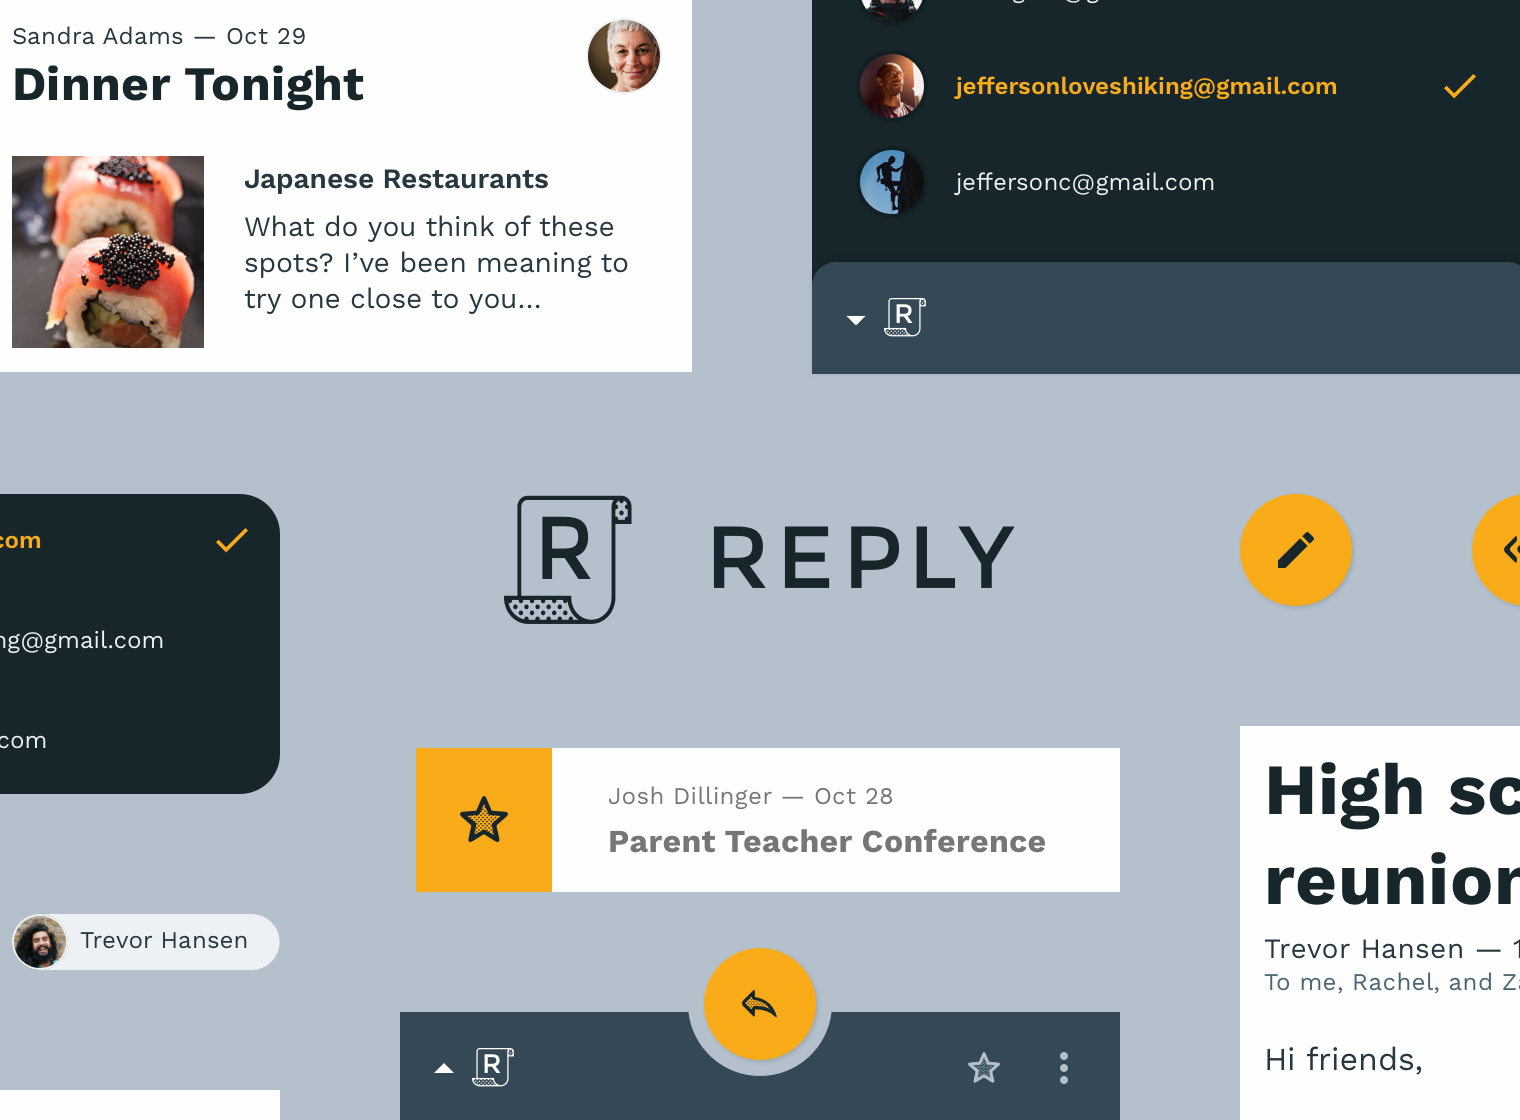 Sandra Adams — Oct 29
Dinner Tonight
Japanese Restaurants
What do you think of these
spots? I’ve been meaning to
try one close to you...
jeffersonloveshiking@gmail.com
jeffersonc@gmail.com
R
com
ng@gmail.com
com
R
REPLY
Josh Dillinger — Oct 28
Parent Teacher Conference
Trevor Hansen
R
High sc
reunion
Trevor Hansen — 1
To me, Rachel, and Za
Hi friends,